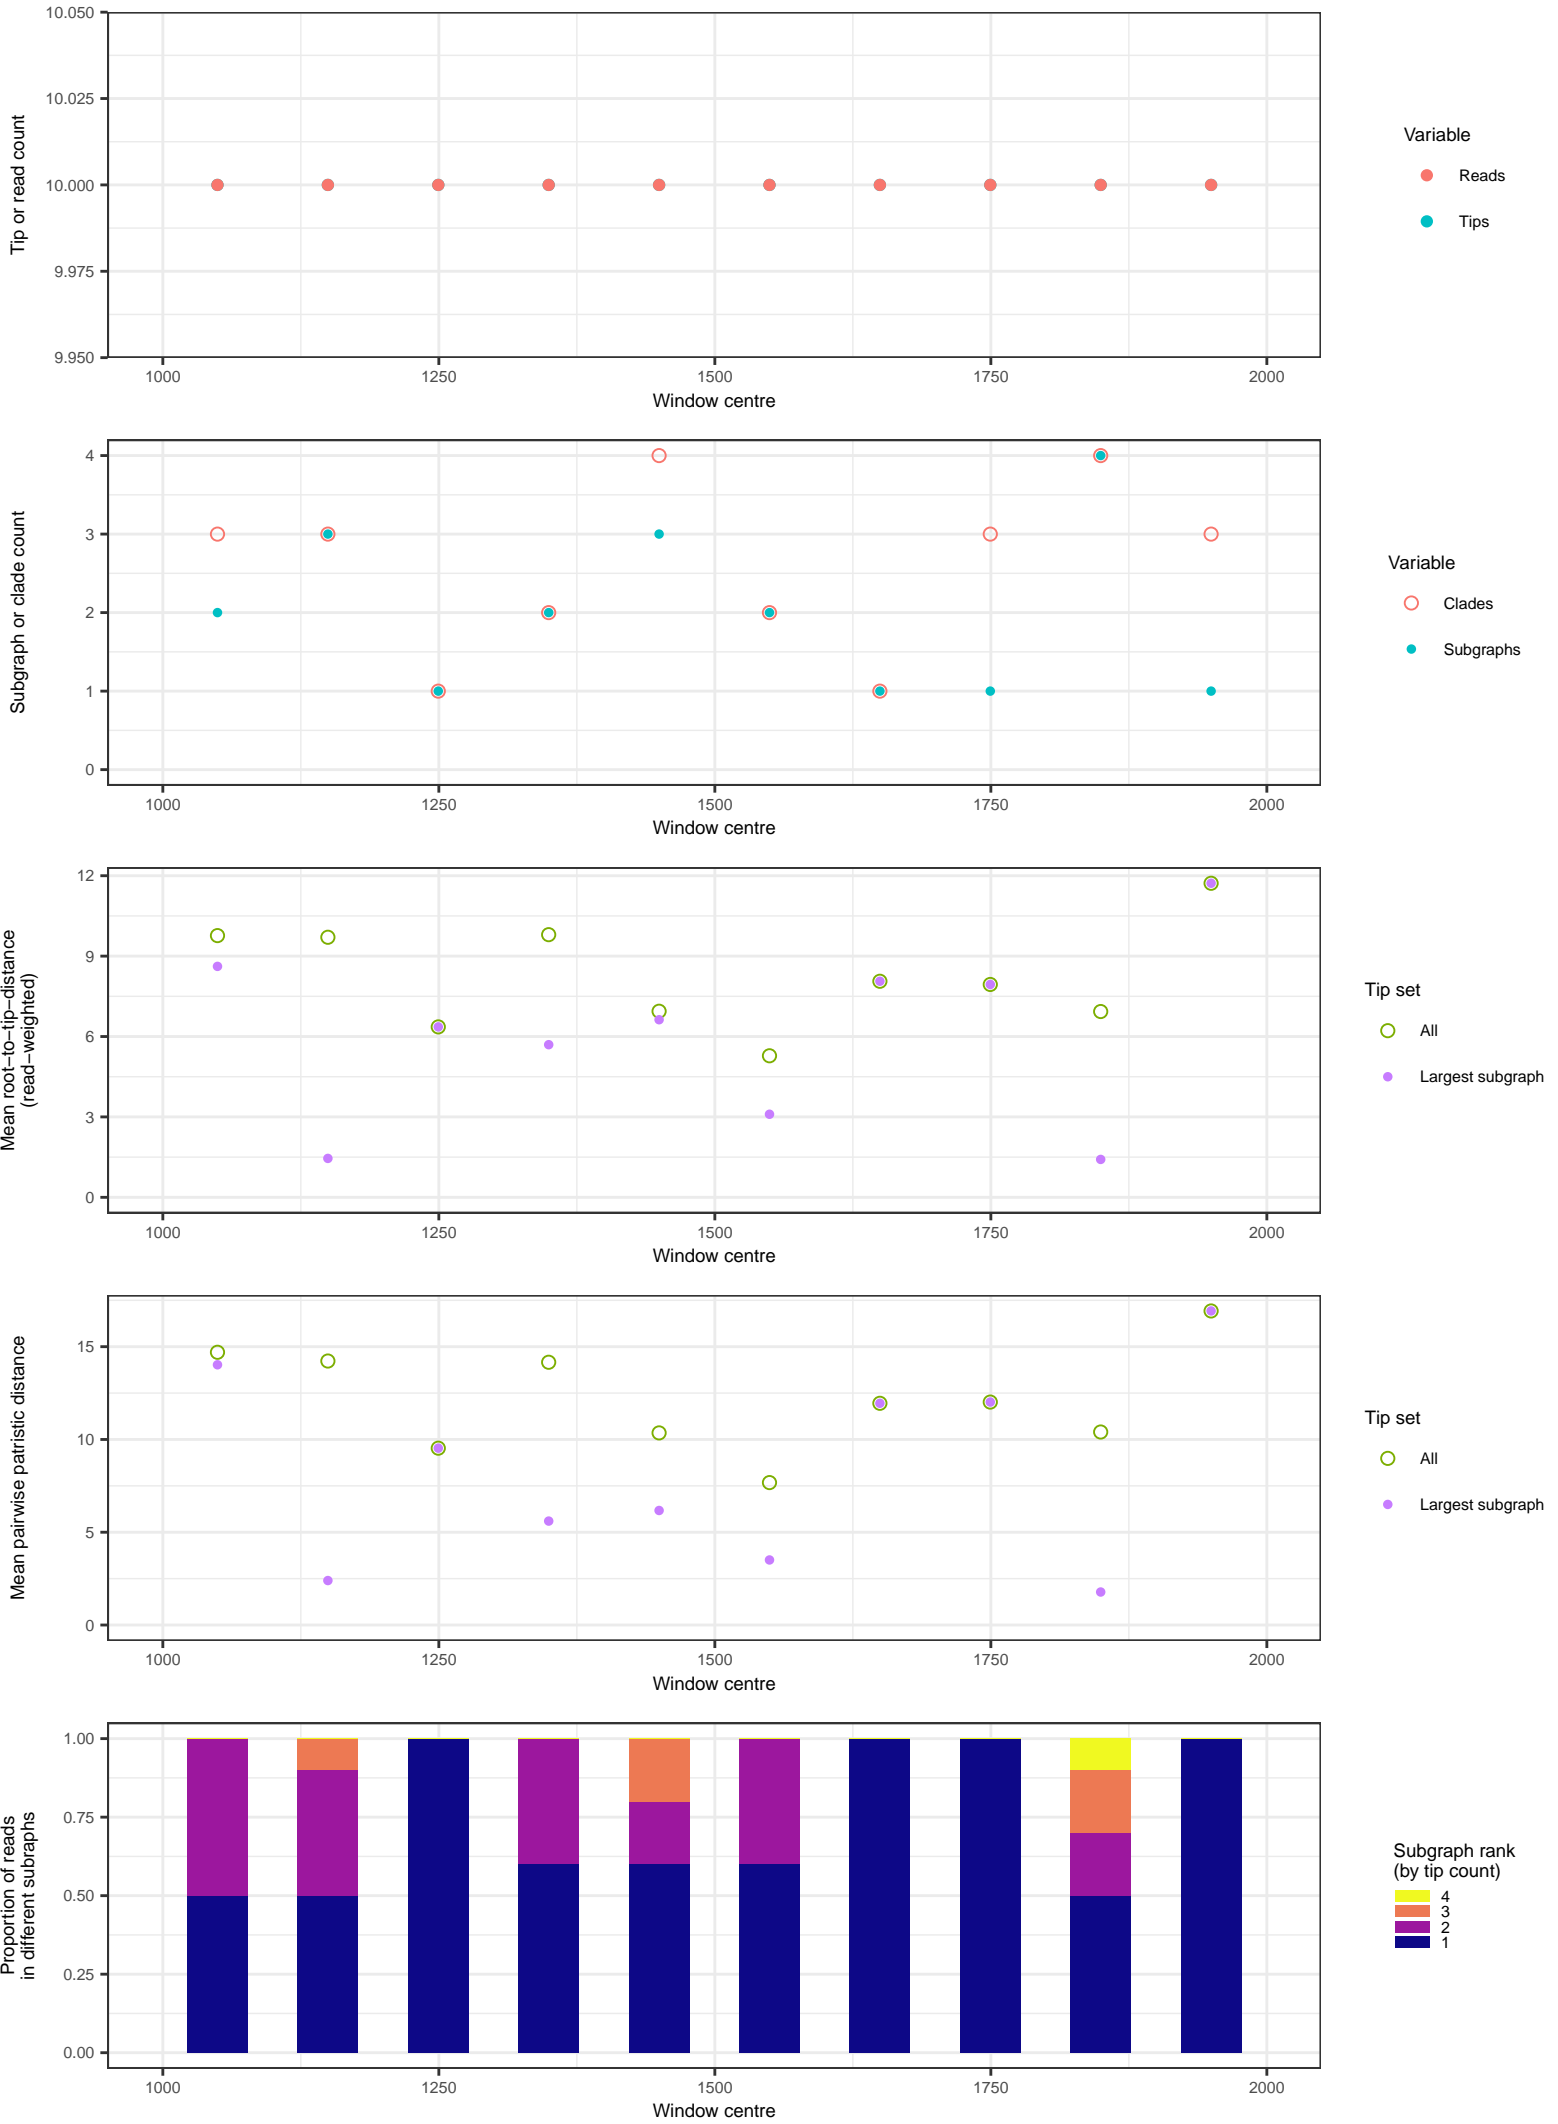 10.050
10.025
10.000
9.975
9.950
Tip or read count
1000 1250 1500 1750 2000
Window centre
Variable
Reads
Tips
4
3
2
1
0
Subgraph or clade count
1000 1250 1500 1750 2000
Window centre
Variable
Clades
Subgraphs
12
9
6
3
0
Mean root−to−tip−distance
(read−weighted)
1000 1250 1500 1750 2000
Window centre
Tip set
All
Largest subgraph
15
10
5
0
Mean pairwise patristic distance
1000 1250 1500 1750 2000
Window centre
Tip set
All
Largest subgraph
1.00
0.75
0.50
0.25
0.00
Proportion of reads
in different subraphs
1000 1250 1500 1750 2000
Window centre
Subgraph rank
(by tip count)
4
3
2
1